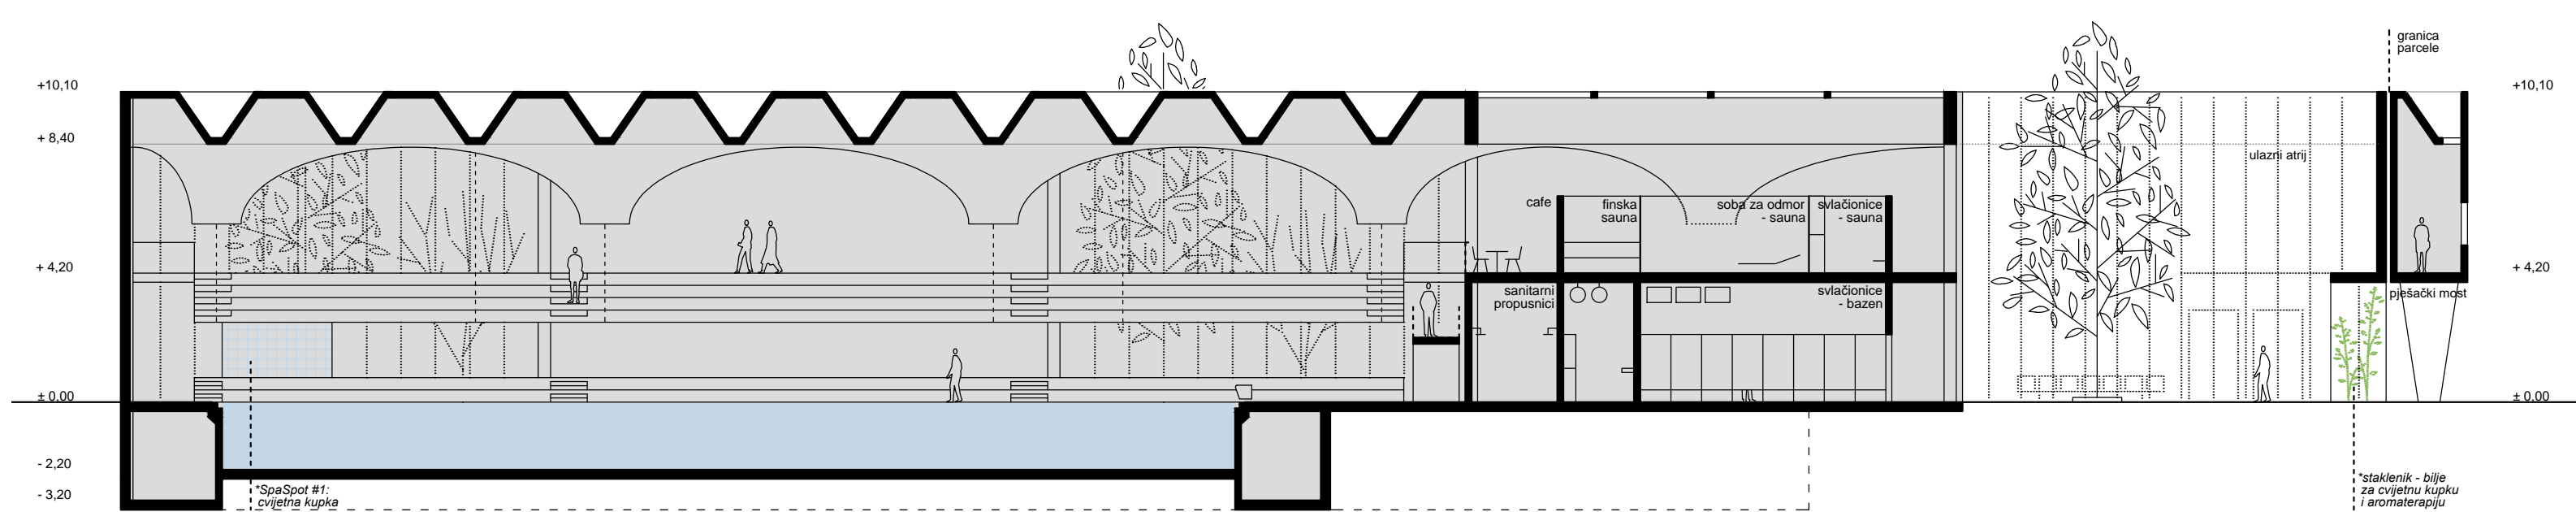 granica
parcele
+10,10
+10,10
+ 8,40
ulazni atrij
cafe
finska
sauna
soba za odmor
- sauna
svlačionice
- sauna
+ 4,20
+ 4,20
sanitarni
propusnici
svlačionice
- bazen
pješački most
± 0,00
± 0,00
- 2,20
- 3,20
*SpaSpot #1:
cvijetna kupka
*staklenik - bilje
za cvijetnu kupku
i aromaterapiju